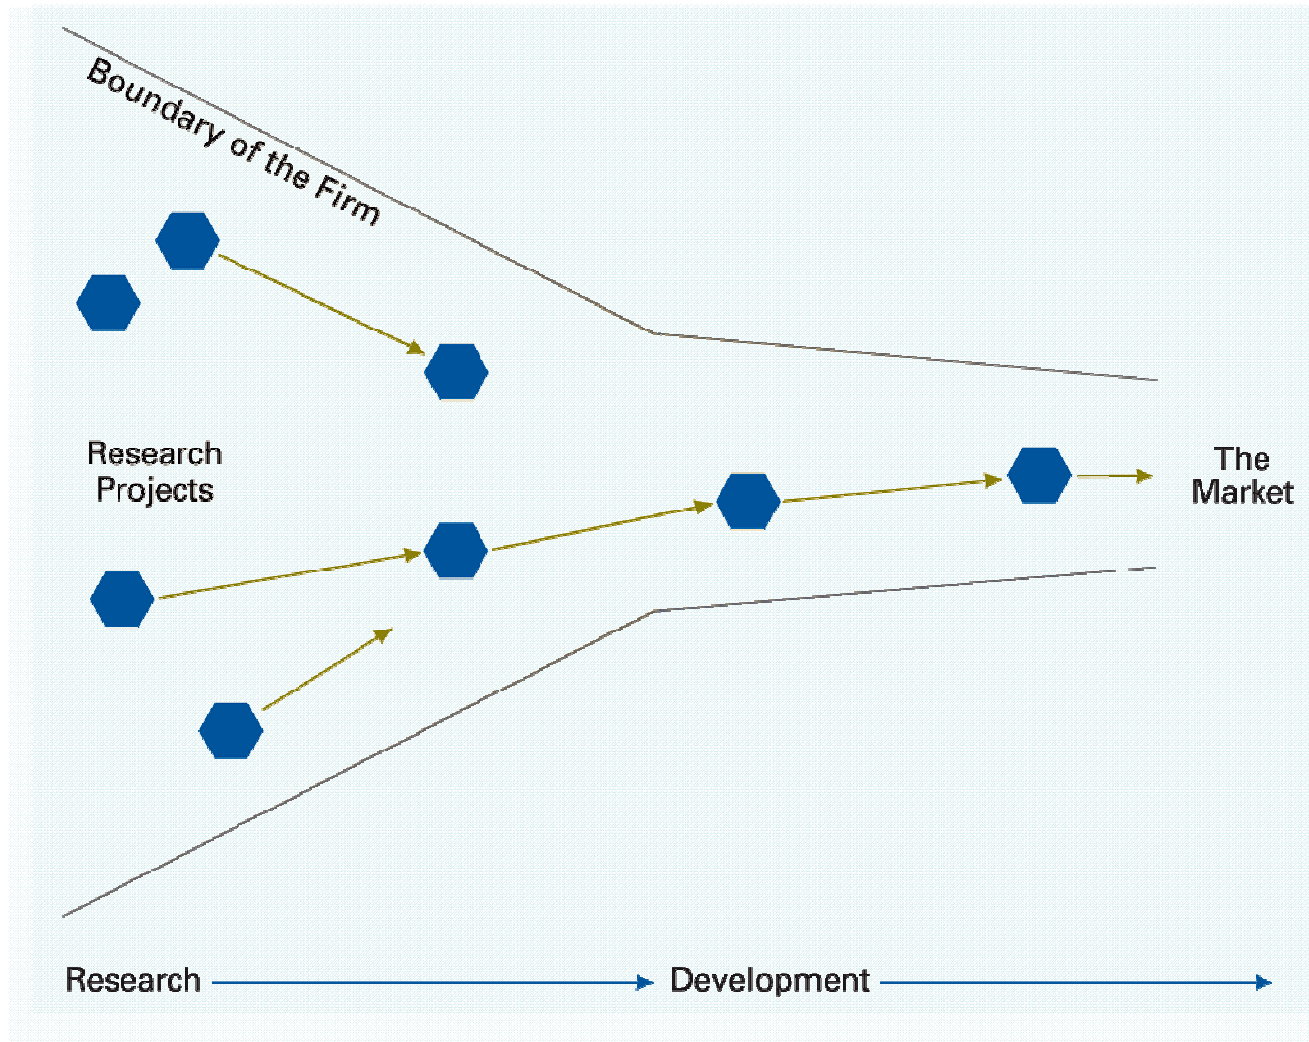 Boundary of the Firm
Research
Projects
The
Market
Research
Development